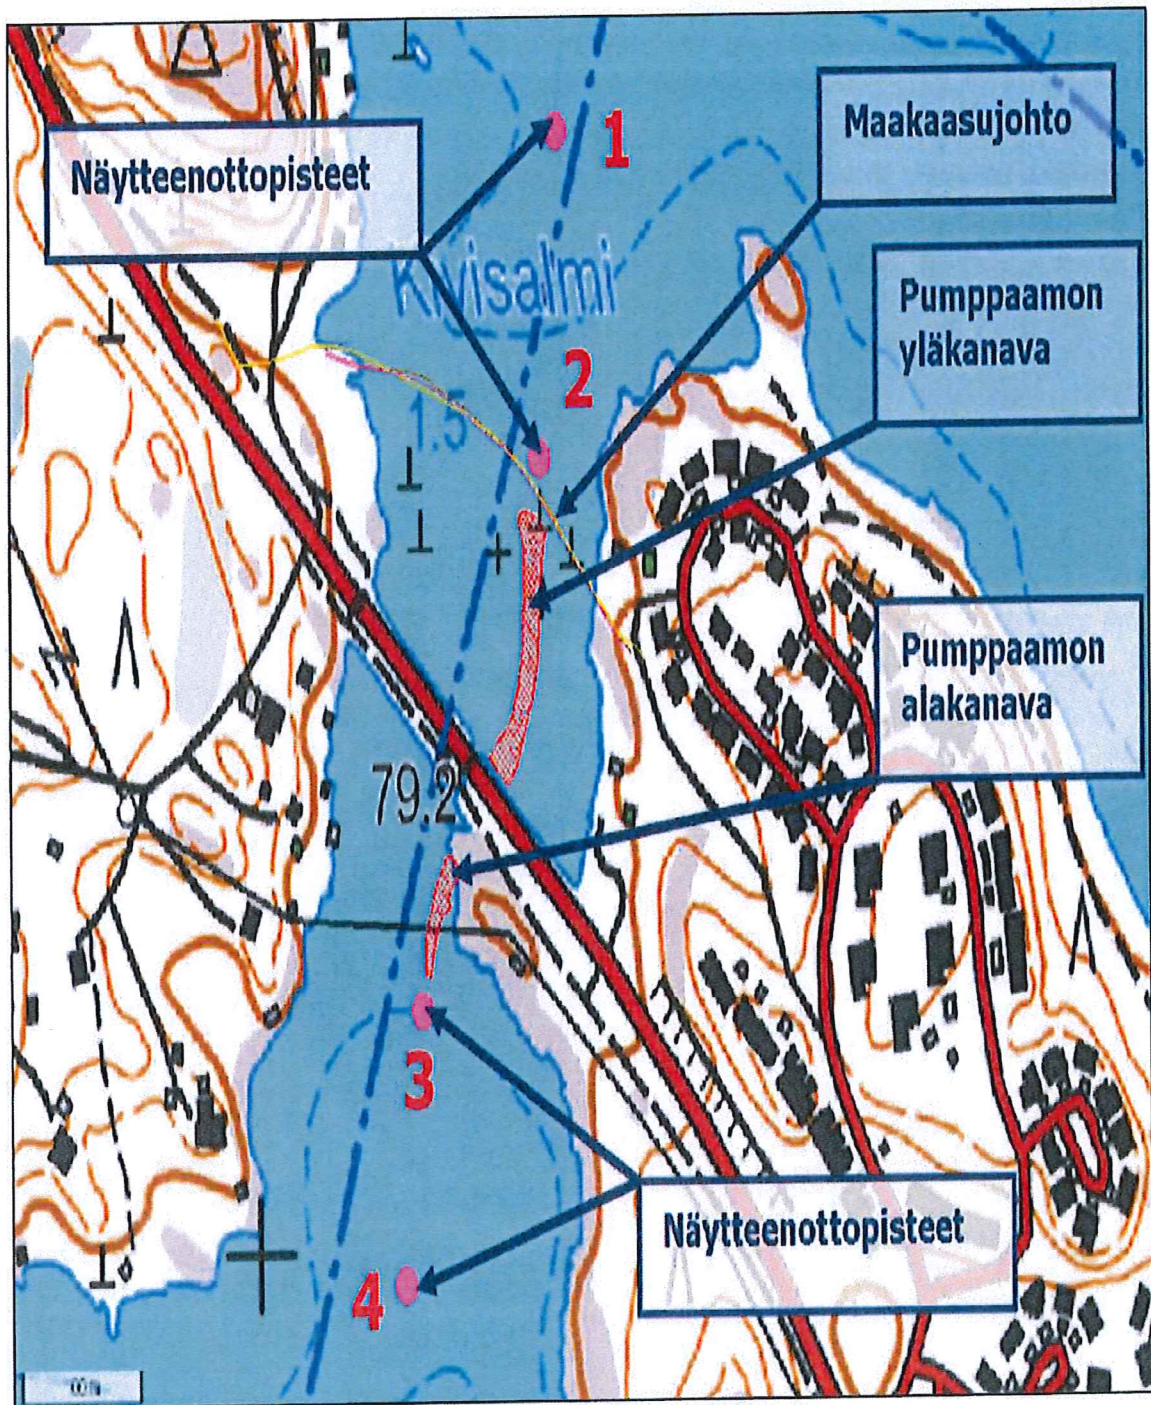 1
Maakaasujohto
Näytteenottopisteet
Kivisalmi
Pumppaamon
yläkanava
2
1.5
Pumppaamon
alakanava
79.2
3
Näytteenottopisteet
4